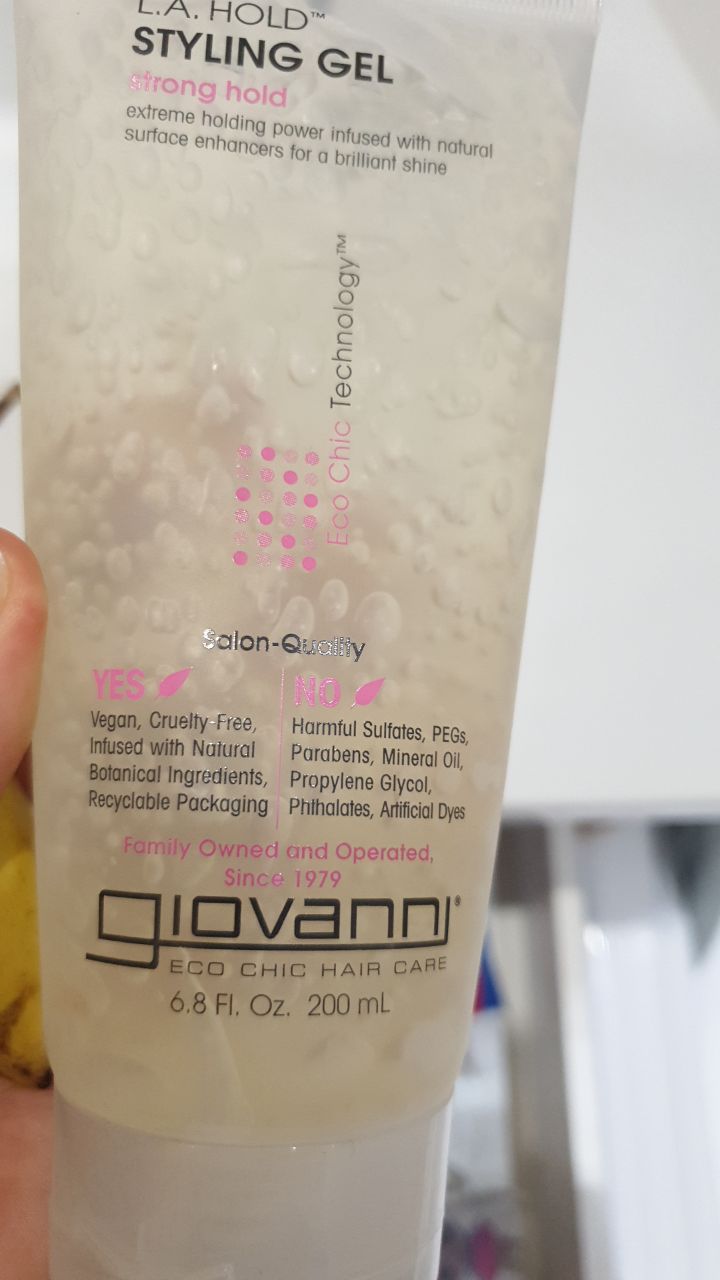 L.A. HOLD™
STYLING GEL
strong hold
extreme holding power infused with natural
surface enhancers for a brilliant shine
Eco Chic Technology™
Salon-Quality
YES
Vegan, Cruelty-Free,
Infused with Natural
Botanical Ingredients,
Recyclable Packaging
NO
Harmful Sulfates, PEGs,
Parabens, Mineral Oil,
Propylene Glycol,
Phthalates, Artificial Dyes
Family Owned and Operated,
Since 1979
giovanni®
ECO CHIC HAIR CARE
6.8 Fl. Oz. 200 mL